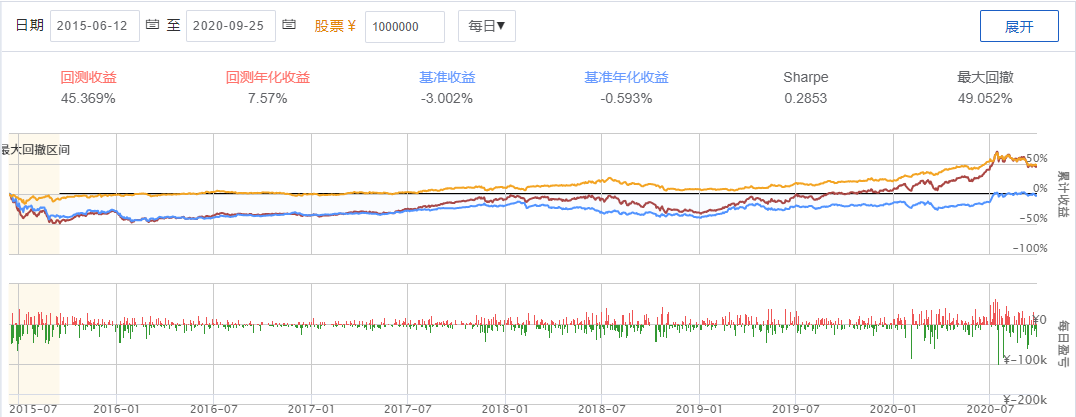 日期 2015-06-12 至 2020-09-25 股票￥ 1000000 每日▼ 展开
回测收益 回测年化收益 基准收益 基准年化收益 Sharpe 最大回撤
45.369% 7.57% -3.002% -0.593% 0.2853 49.052%
最大回撤区间
50%
0%
-50%
-100%
累计收益
¥0
¥-100k
¥-200k
每日盈亏
2015-07 2016-01 2016-07 2017-01 2017-07 2018-01 2018-07 2019-01 2019-07 2020-01 2020-07